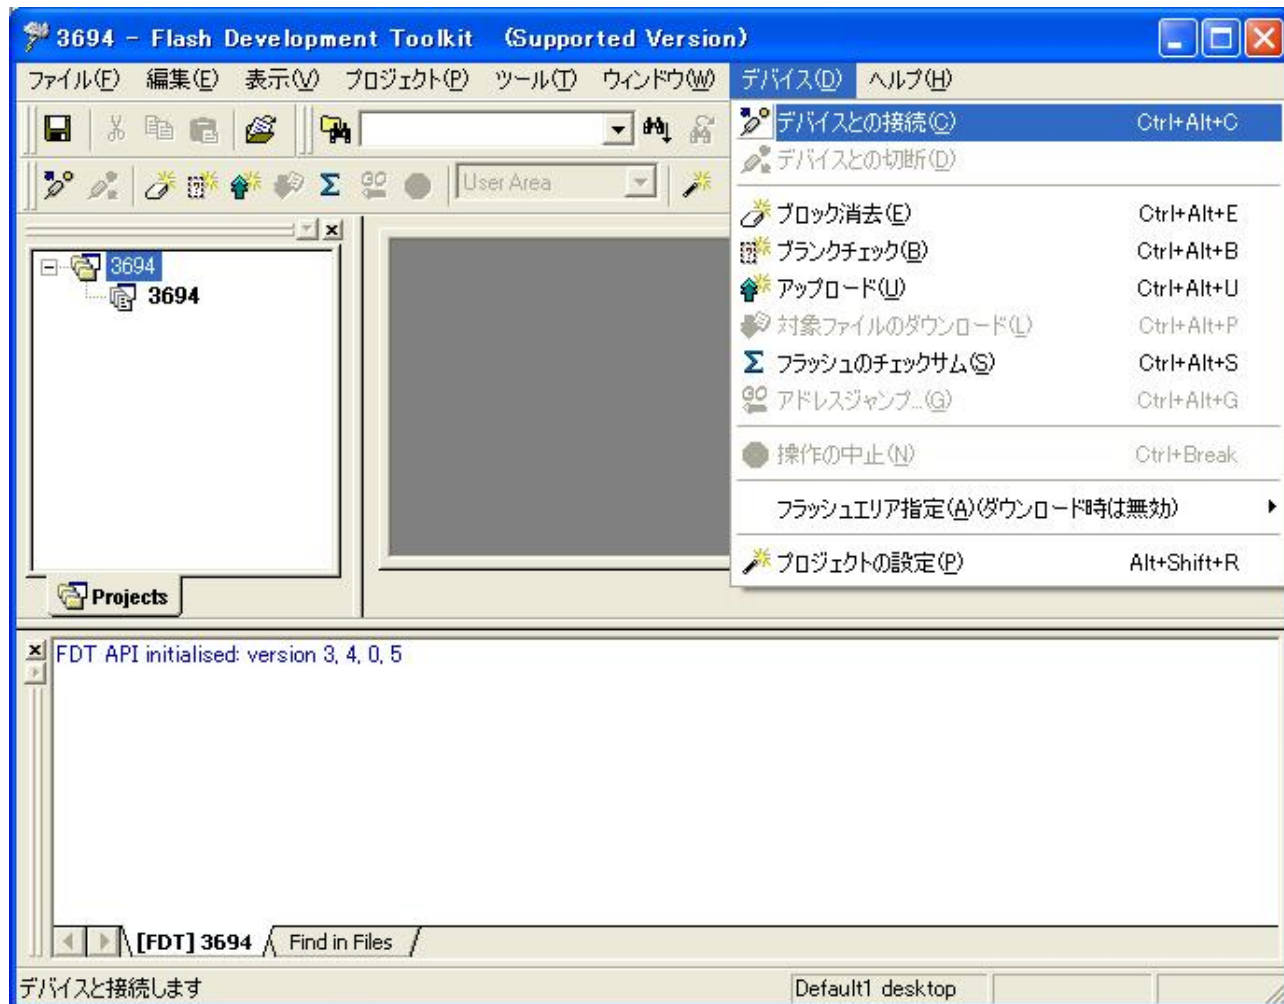 3694 - Flash Development Toolkit (Supported Version)
ファイル(F) 編集(E) 表示(V) プロジェクト(P) ツール(T) ウィンドウ(W) デバイス(D) ヘルプ(H)
デバイスとの接続(C) Ctrl+Alt+C
デバイスとの切断(D)
User Area
ブロック消去(E) Ctrl+Alt+E
ブランクチェック(B) Ctrl+Alt+B
アップロード(U) Ctrl+Alt+U
対象ファイルのダウンロード(L) Ctrl+Alt+P
フラッシュのチェックサム(S) Ctrl+Alt+S
GO アドレスジャンプ...(G) Ctrl+Alt+G
操作の中止(N) Ctrl+Break
フラッシュエリア指定(A)(ダウンロード時は無効)
プロジェクトの設定(P) Alt+Shift+R
3694
3694
Projects
FDT API initialised: version 3, 4, 0, 5
[FDT] 3694 Find in Files
デバイスと接続します Default1 desktop